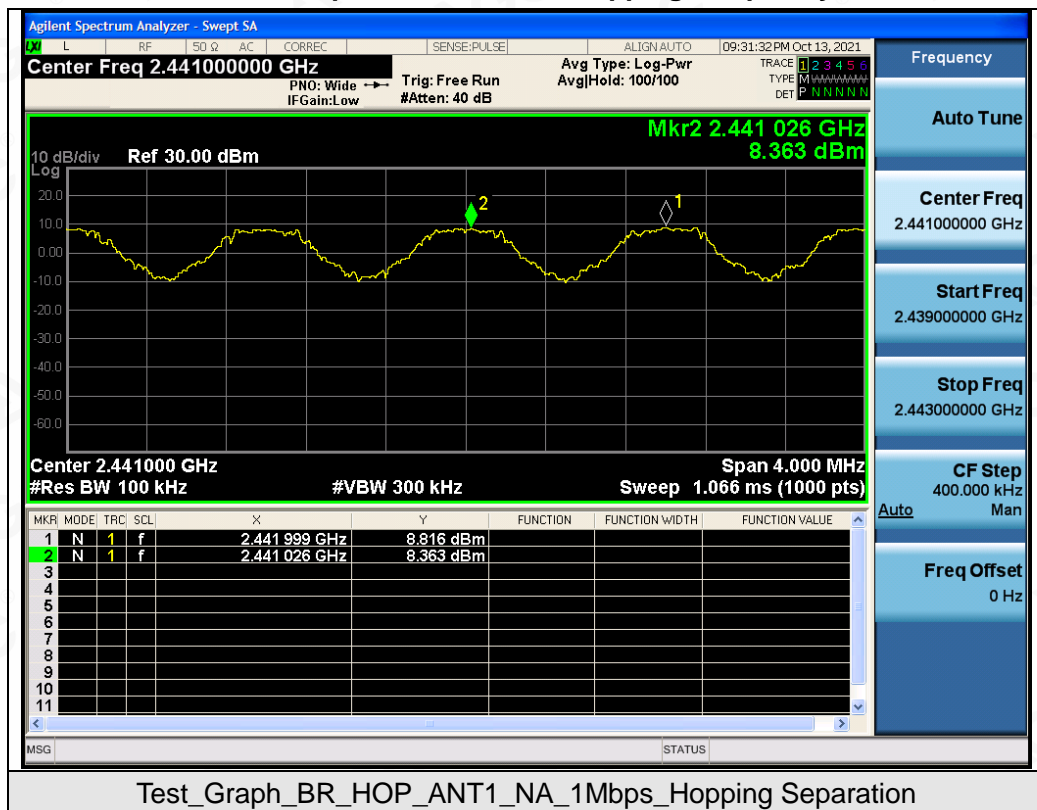 Agilent Spectrum Analyzer - Swept SA
LXI L RF 50 Ω AC CORREC SENSE:PULSE ALIGN AUTO 09:31:32 PM Oct 13, 2021
Center Freq 2.441000000 GHz
PNO: Wide
IFGain:Low
Trig: Free Run
#Atten: 40 dB
Avg Type: Log-Pwr
Avg|Hold: 100/100
TRACE 1 2 3 4 5 6
TYPE M WWWWW
DET P N N N N N
Mkr2 2.441 026 GHz
8.363 dBm
10 dB/div Ref 30.00 dBm
Log
20.0
10.0
0.00
-10.0
-20.0
-30.0
-40.0
-50.0
-60.0
2
1
Center 2.441000 GHz Span 4.000 MHz
#Res BW 100 kHz #VBW 300 kHz Sweep 1.066 ms (1000 pts)
MKR MODE TRC SCL X Y FUNCTION FUNCTION WIDTH FUNCTION VALUE
1 N 1 f 2.441 999 GHz 8.816 dBm
2 N 1 f 2.441 026 GHz 8.363 dBm
3
4
5
6
7
8
9
10
11
MSG STATUS
Frequency
Auto Tune
Center Freq
2.441000000 GHz
Start Freq
2.439000000 GHz
Stop Freq
2.443000000 GHz
CF Step
400.000 kHz
Auto Man
Freq Offset
0 Hz
Test_Graph_BR_HOP_ANT1_NA_1Mbps_Hopping Separation